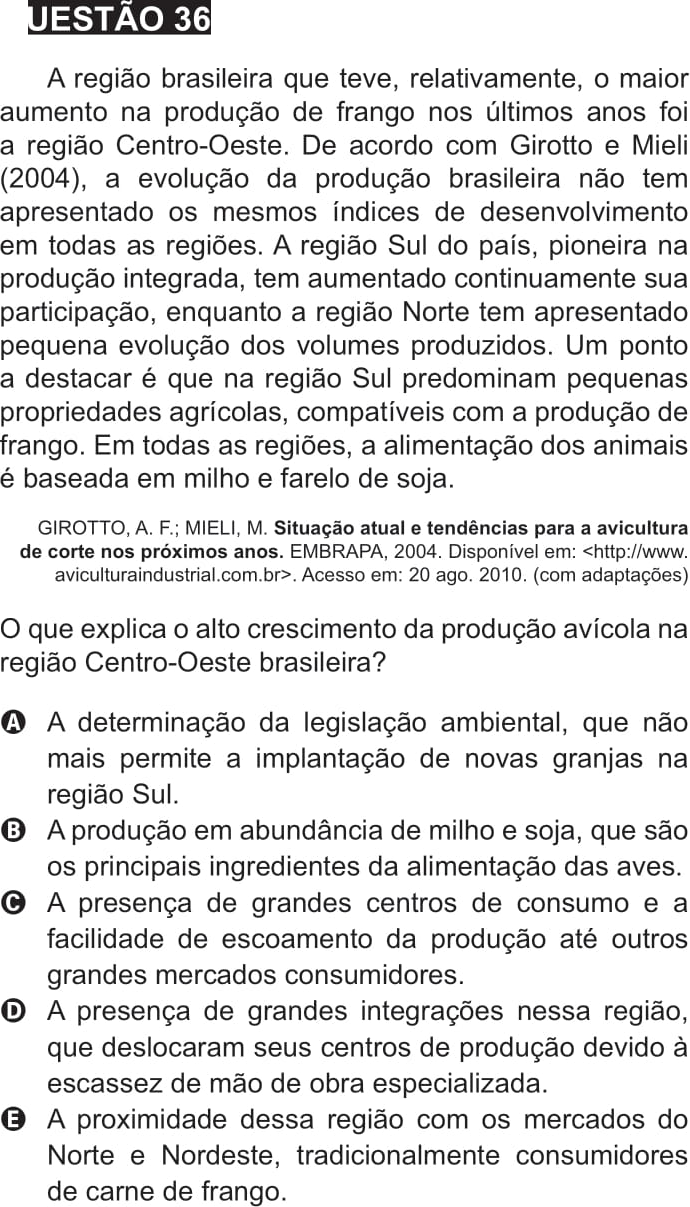 UESTÃO 36
A região brasileira que teve, relativamente, o maior
aumento na produção de frango nos últimos anos foi
a região Centro-Oeste. De acordo com Girotto e Mieli
(2004), a evolução da produção brasileira não tem
apresentado os mesmos índices de desenvolvimento
em todas as regiões. A região Sul do país, pioneira na
produção integrada, tem aumentado continuamente sua
participação, enquanto a região Norte tem apresentado
pequena evolução dos volumes produzidos. Um ponto
a destacar é que na região Sul predominam pequenas
propriedades agrícolas, compatíveis com a produção de
frango. Em todas as regiões, a alimentação dos animais
é baseada em milho e farelo de soja.
GIROTTO, A. F.; MIELI, M. Situação atual e tendências para a avicultura
de corte nos próximos anos. EMBRAPA, 2004. Disponível em: <http://www.
aviculturaindustrial.com.br>. Acesso em: 20 ago. 2010. (com adaptações)
O que explica o alto crescimento da produção avícola na
região Centro-Oeste brasileira?
A A determinação da legislação ambiental, que não
mais permite a implantação de novas granjas na
região Sul.
B A produção em abundância de milho e soja, que são
os principais ingredientes da alimentação das aves.
C A presença de grandes centros de consumo e a
facilidade de escoamento da produção até outros
grandes mercados consumidores.
D A presença de grandes integrações nessa região,
que deslocaram seus centros de produção devido à
escassez de mão de obra especializada.
E A proximidade dessa região com os mercados do
Norte e Nordeste, tradicionalmente consumidores
de carne de frango.